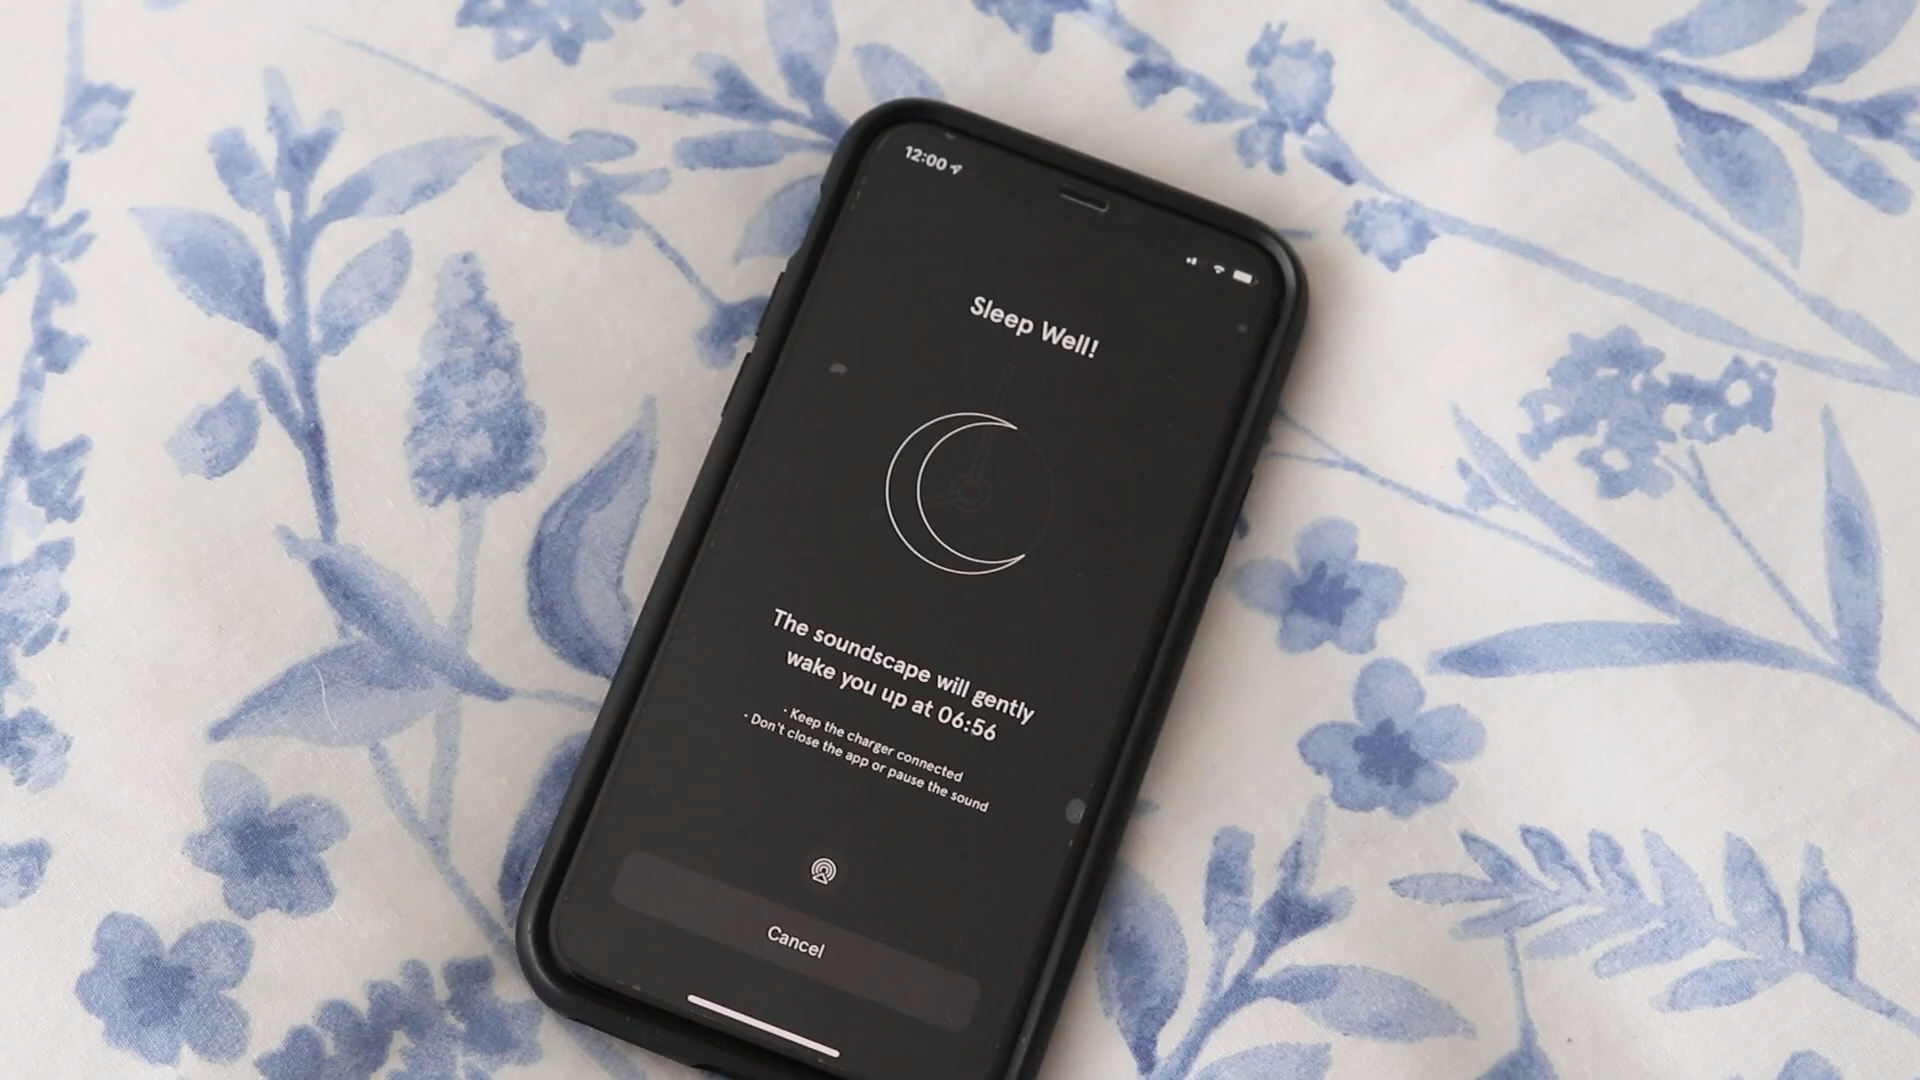 12:00
Sleep Well!
The soundscape will gently
wake you up at 06:56
· Keep the charger connected
· Don't close the app or pause the sound
Cancel